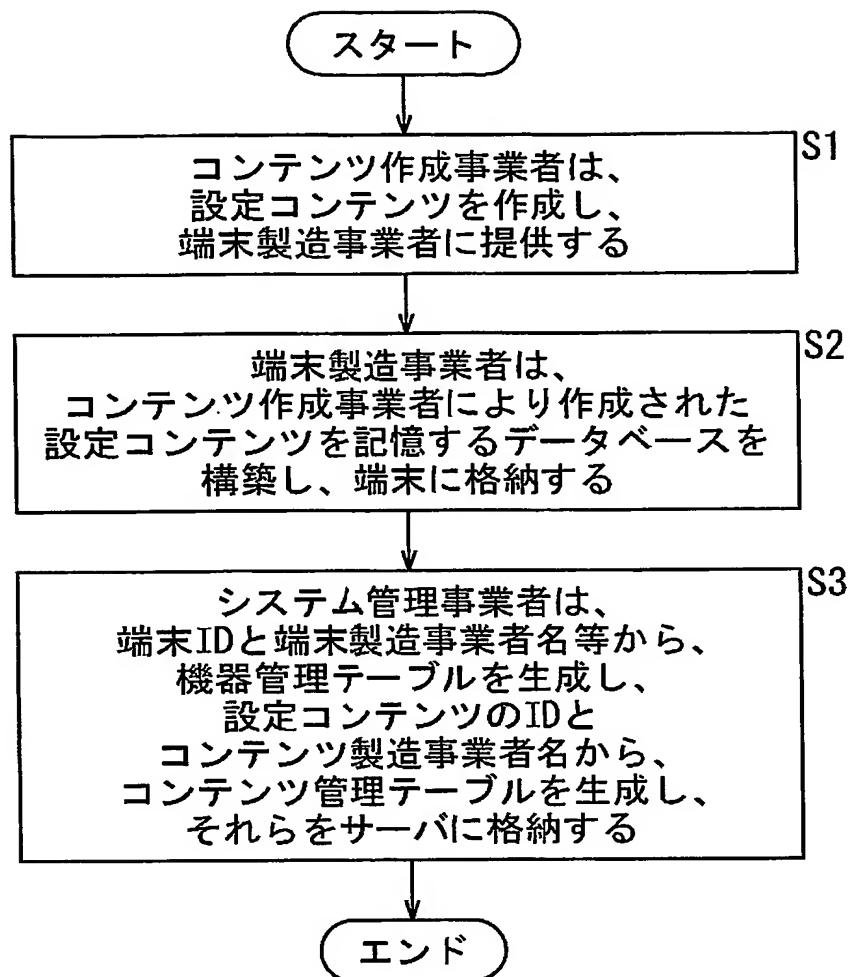 スタート
S1
コンテンツ作成事業者は、
設定コンテンツを作成し、
端末製造事業者に提供する
S2
端末製造事業者は、
コンテンツ作成事業者により作成された
設定コンテンツを記憶するデータベースを
構築し、端末に格納する
S3
システム管理事業者は、
端末IDと端末製造事業者名等から、
機器管理テーブルを生成し、
設定コンテンツのIDと
コンテンツ製造事業者名から、
コンテンツ管理テーブルを生成し、
それらをサーバに格納する
エンド